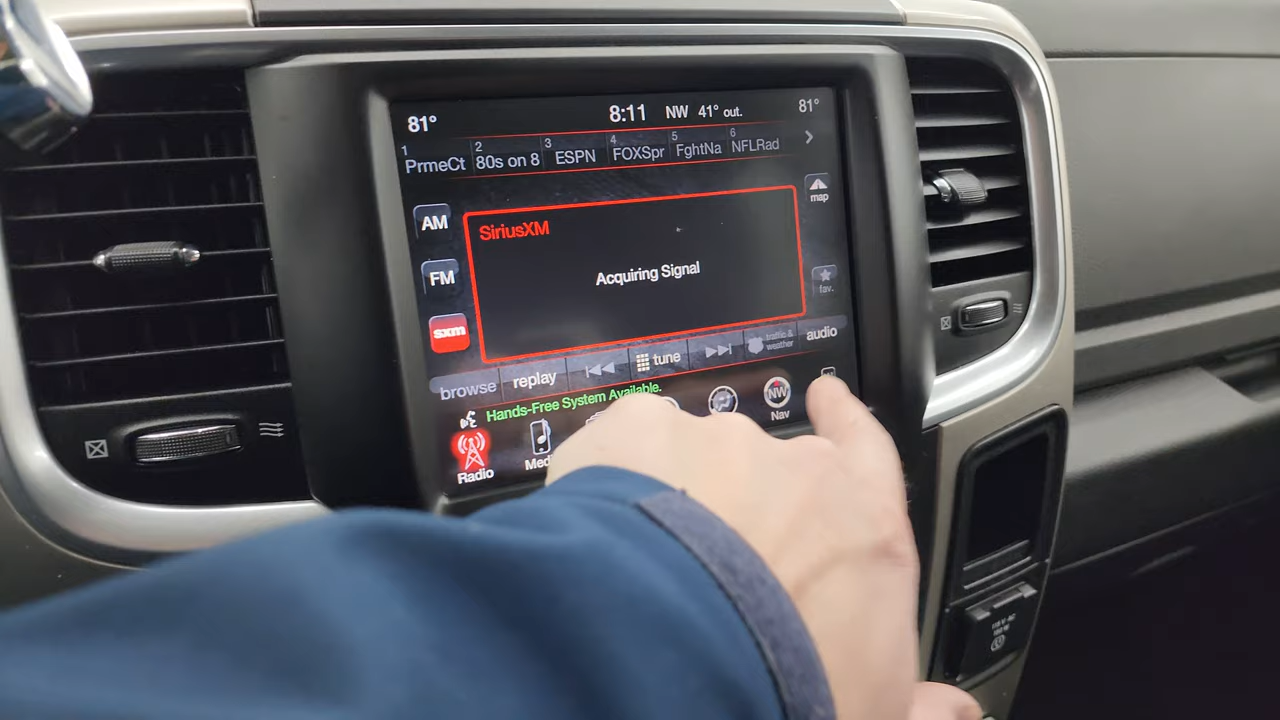 81° 8:11 NW 41° out. 81°
1 PrmeCt 2 80s on 8 3 ESPN 4 FOXSpr 5 FghtNa 6 NFLRad
AM
SiriusXM
map
FM
Acquiring Signal
fav.
sxm
browse replay tune traffic & weather audio
Hands-Free System Available.
Radio Med NW Nav